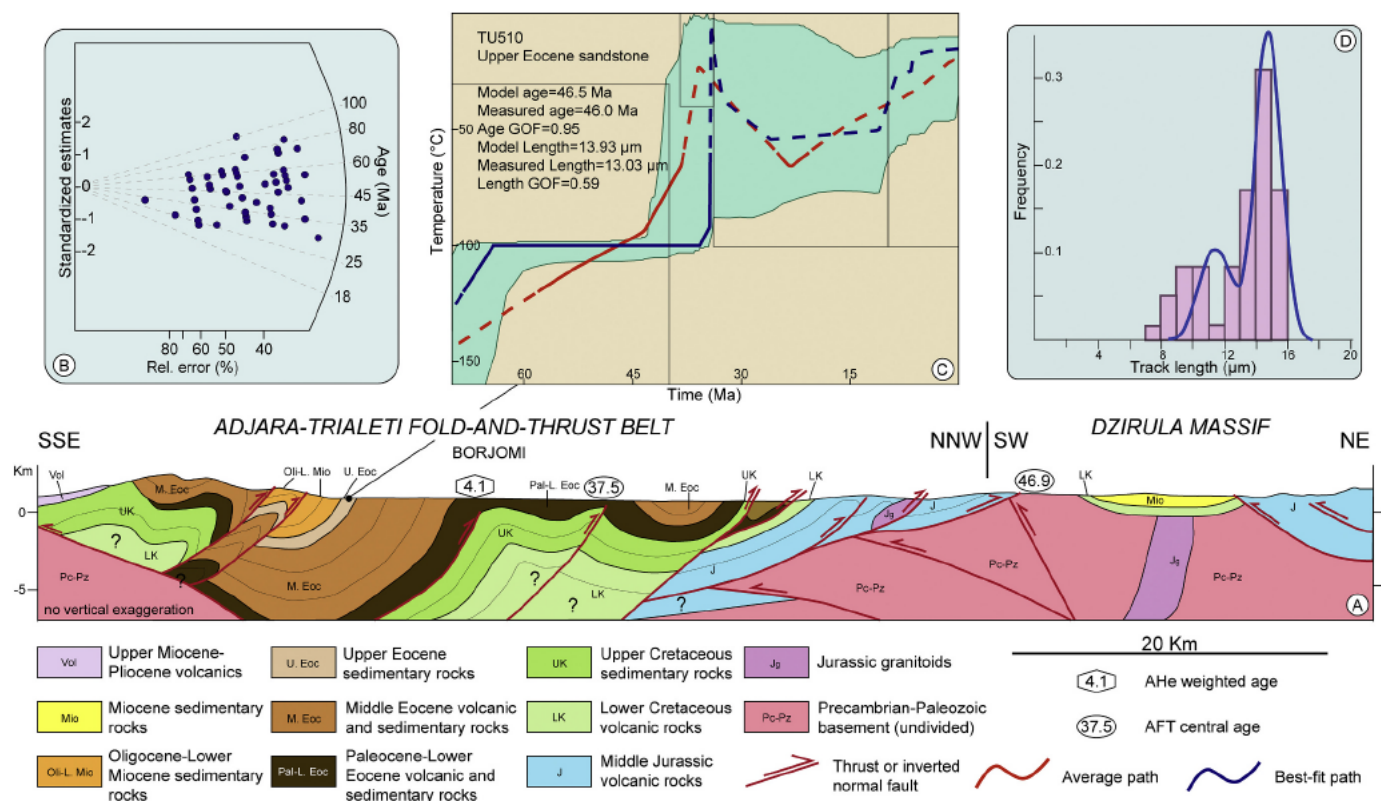 Standardized estimates
2
1
0
-1
-2
100
80
60
45
35
25
18
Age (Ma)
80
60
50
40
Rel. error (%)
B
TU510
Upper Eocene sandstone
Model age=46.5 Ma
Measured age=46.0 Ma
Age GOF=0.95
Model Length=13.93 µm
Measured Length=13.03 µm
Length GOF=0.59
Temperature (°C)
50
100
150
60
45
30
15
Time (Ma)
C
D
Frequency
0.3
0.2
0.1
4
8
12
16
20
Track length (µm)
SSE
ADJARA-TRIALETI FOLD-AND-THRUST BELT
NNW
SW
DZIRULA MASSIF
NE
Km
0
-5
Vol
M. Eoc
Oli-L. Mio
U. Eoc
BORJOMI
4.1
Pal-L. Eoc
37.5
M. Eoc
UK
LK
46.9
LK
Mio
J
UK
?
LK
?
Pc-Pz
M. Eoc
UK
?
LK
?
J
?
Jg
J
Pc-Pz
Pc-Pz
Jg
Pc-Pz
no vertical exaggeration
A
Vol
Upper Miocene-
Pliocene volcanics
Mio
Miocene sedimentary
rocks
Oli-L. Mio
Oligocene-Lower
Miocene sedimentary
rocks
U. Eoc
Upper Eocene
sedimentary rocks
M. Eoc
Middle Eocene volcanic
and sedimentary rocks
Pal-L. Eoc
Paleocene-Lower
Eocene volcanic and
sedimentary rocks
UK
Upper Cretaceous
sedimentary rocks
LK
Lower Cretaceous
volcanic rocks
J
Middle Jurassic
volcanic rocks
Jg
Jurassic granitoids
Pc-Pz
Precambrian-Paleozoic
basement (undivided)
Thrust or inverted
normal fault
20 Km
4.1
AHe weighted age
37.5
AFT central age
Average path
Best-fit path